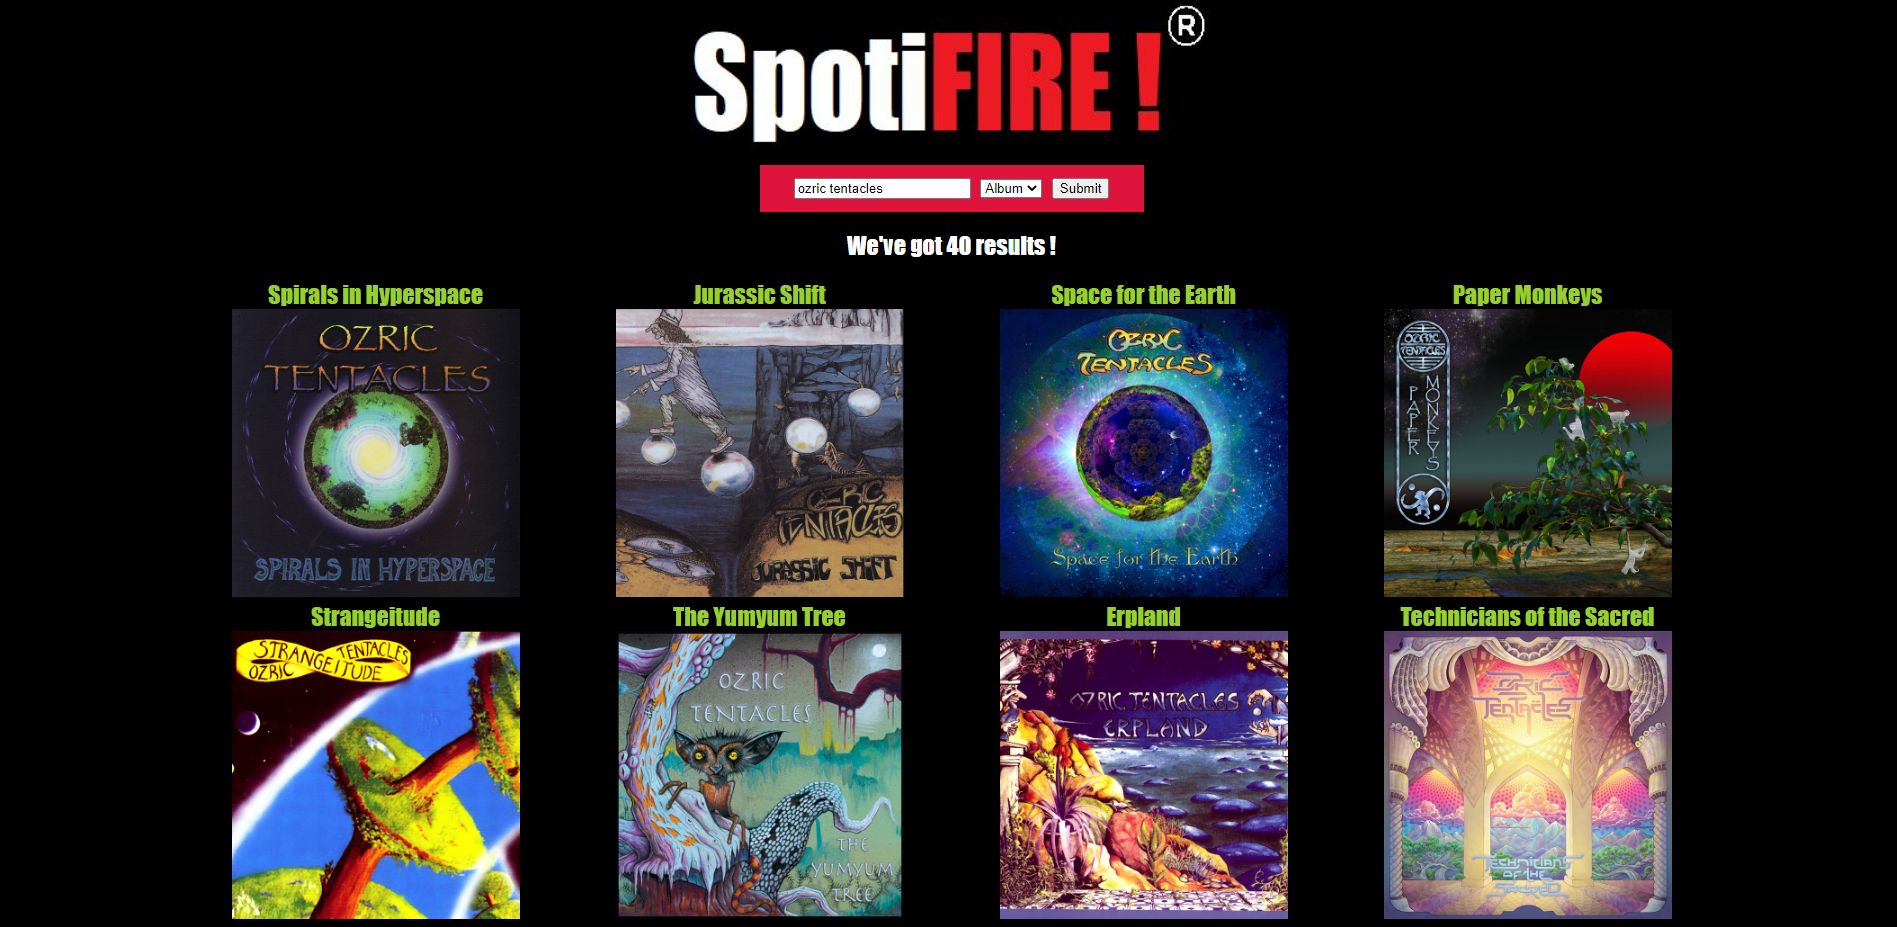 SpotiFIRE ! ®
ozric tentacles Album Submit
We've got 40 results !
Spirals in Hyperspace
OZRIC
TENTACLES
SPIRALS IN HYPERSPACE
Jurassic Shift
OZRIC
TENTACLES
JURASSIC SHIFT
Space for the Earth
OZRIC
TENTACLES
Space for the Earth
Paper Monkeys
OZRIC
TENTACLES
PAPER
MONKEYS
Strangeitude
STRANGEITUDE
OZRIC TENTACLES
The Yumyum Tree
OZRIC
TENTACLES
THE
YUMYUM
TREE
Erpland
OZRIC TENTACLES
ERPLAND
Technicians of the Sacred
OZRIC
TENTACLES
TECHNICIANS
OF THE
SACRED